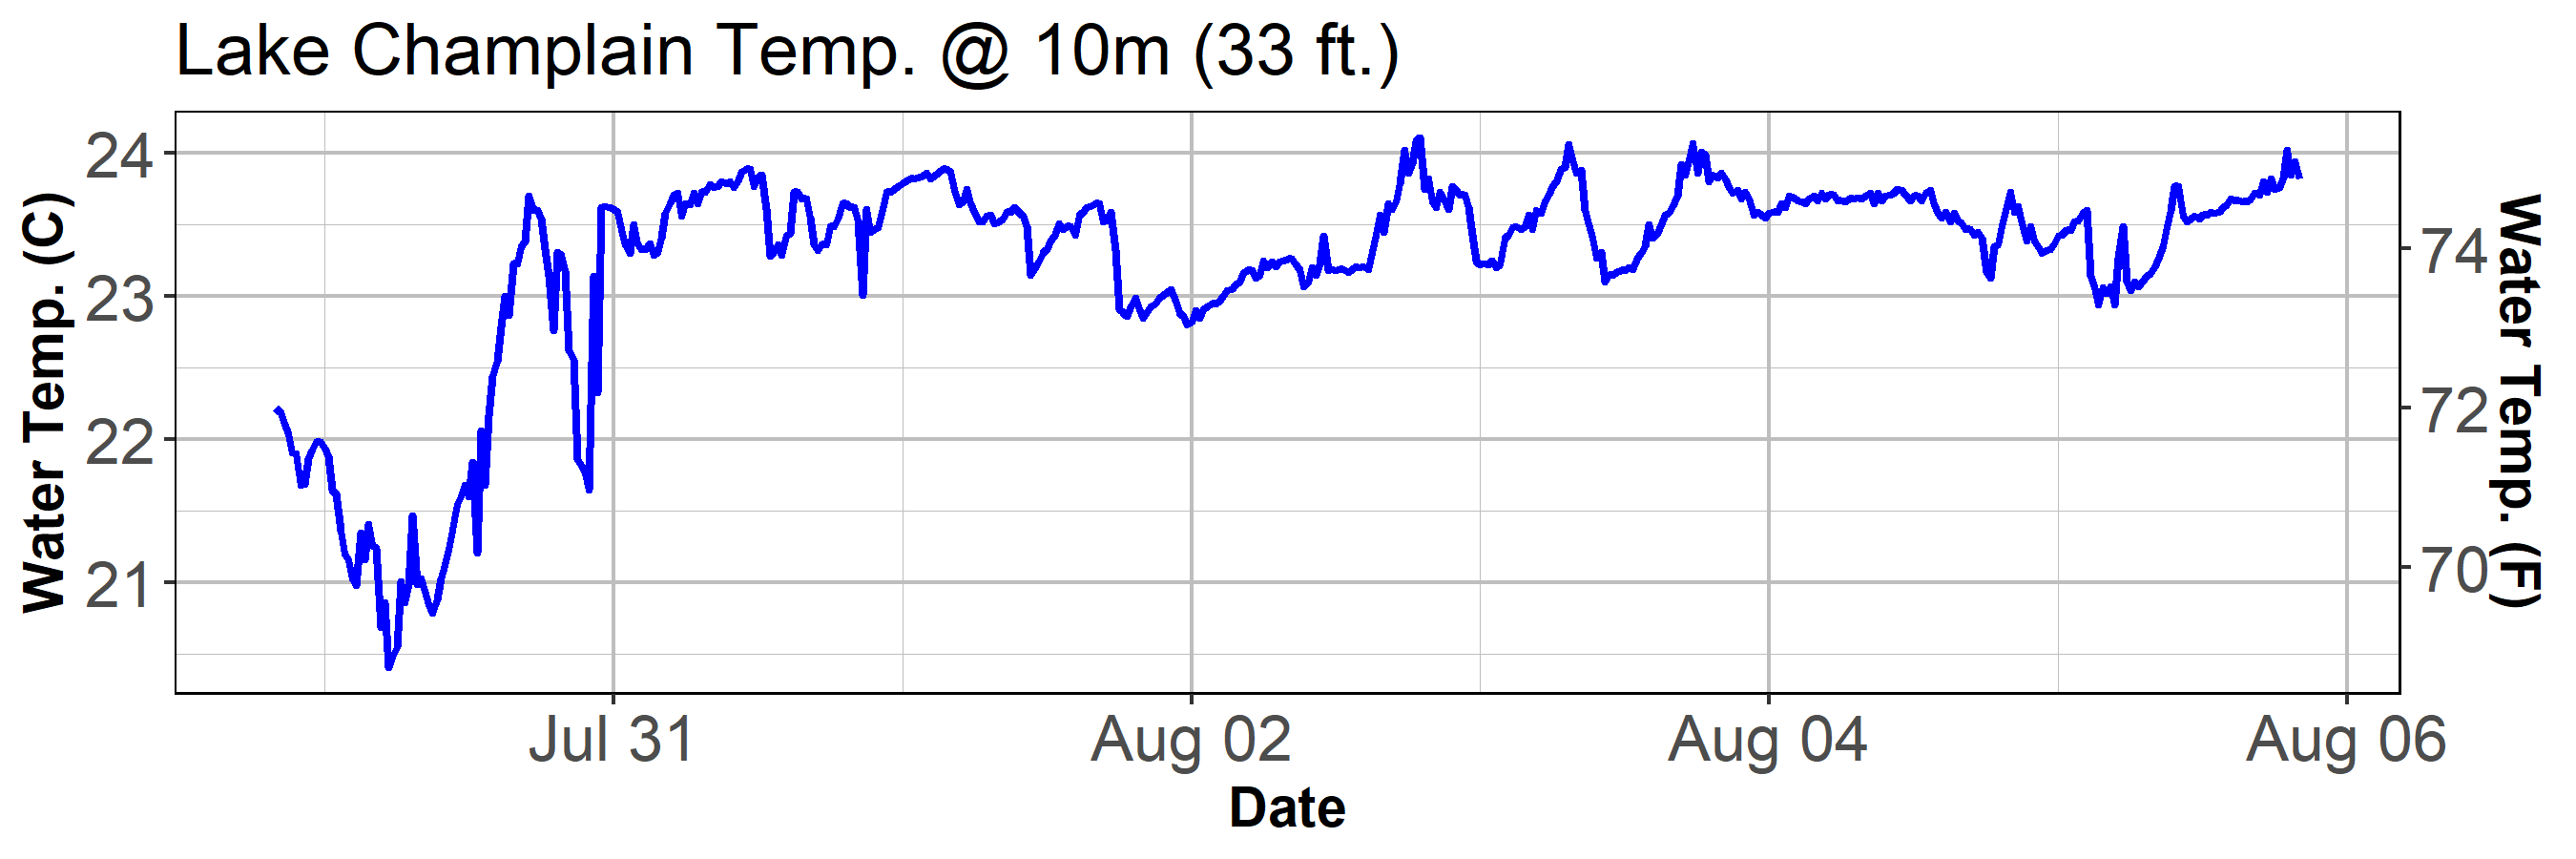 Lake Champlain Temp. @ 10m (33 ft.)
Water Temp. (C)
24
23
22
21
74
72
70
Water Temp. (F)
Jul 31
Aug 02
Aug 04
Aug 06
Date